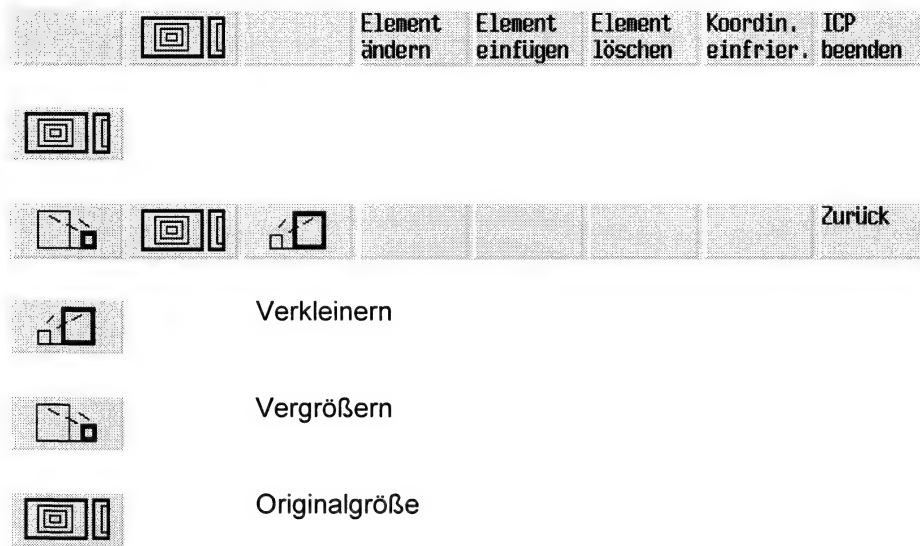 Element Element Element Koordin. ICP
ändern einfügen löschen einfrier. beenden
Zurück
Verkleinern
Vergrößern
Originalgröße